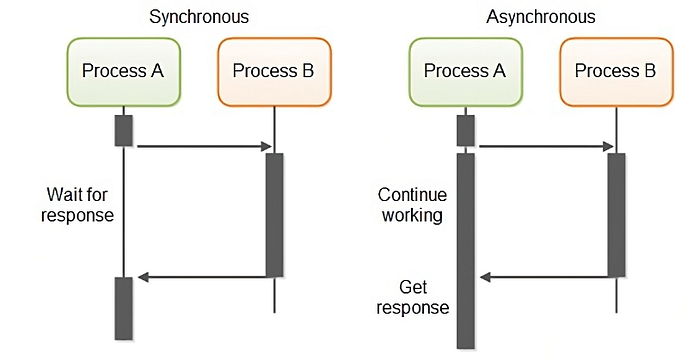 Synchronous
Asynchronous
Process A
Process B
Process A
Process B
Wait for
response
Continue
working
Get
response